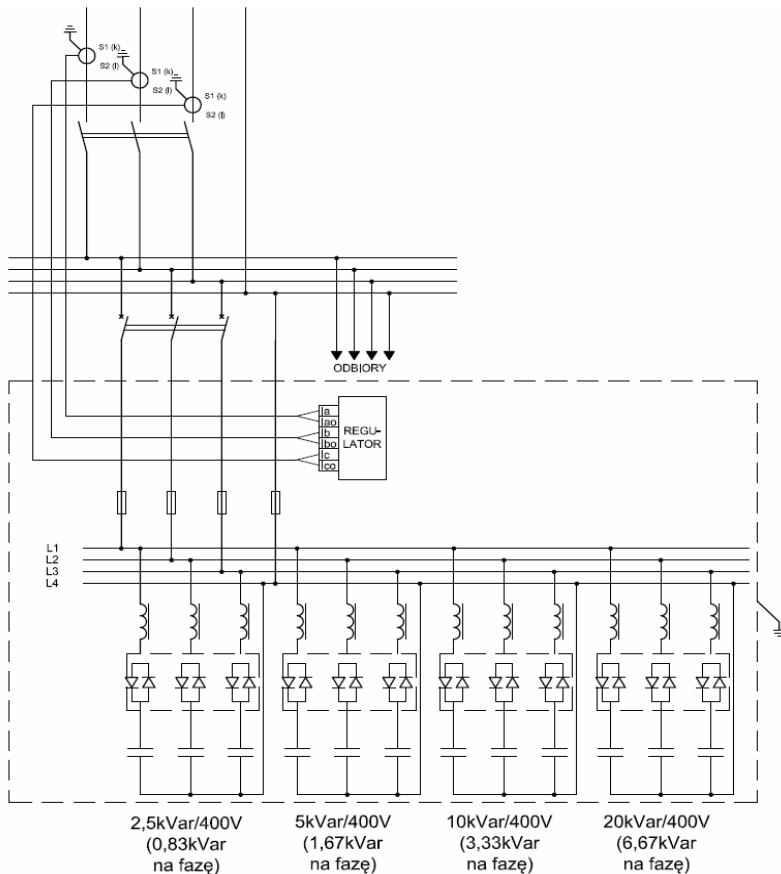 S1 (k)
S2 (l)
S1 (k)
S2 (l)
S1 (k)
S2 (l)
ODBIORY
Ia
Iao
Ib
Ibo
Ic
Ico
REGU-
LATOR
L1
L2
L3
L4
2,5kVar/400V
(0,83kVar
na fazę)
5kVar/400V
(1,67kVar
na fazę)
10kVar/400V
(3,33kVar
na fazę)
20kVar/400V
(6,67kVar
na fazę)